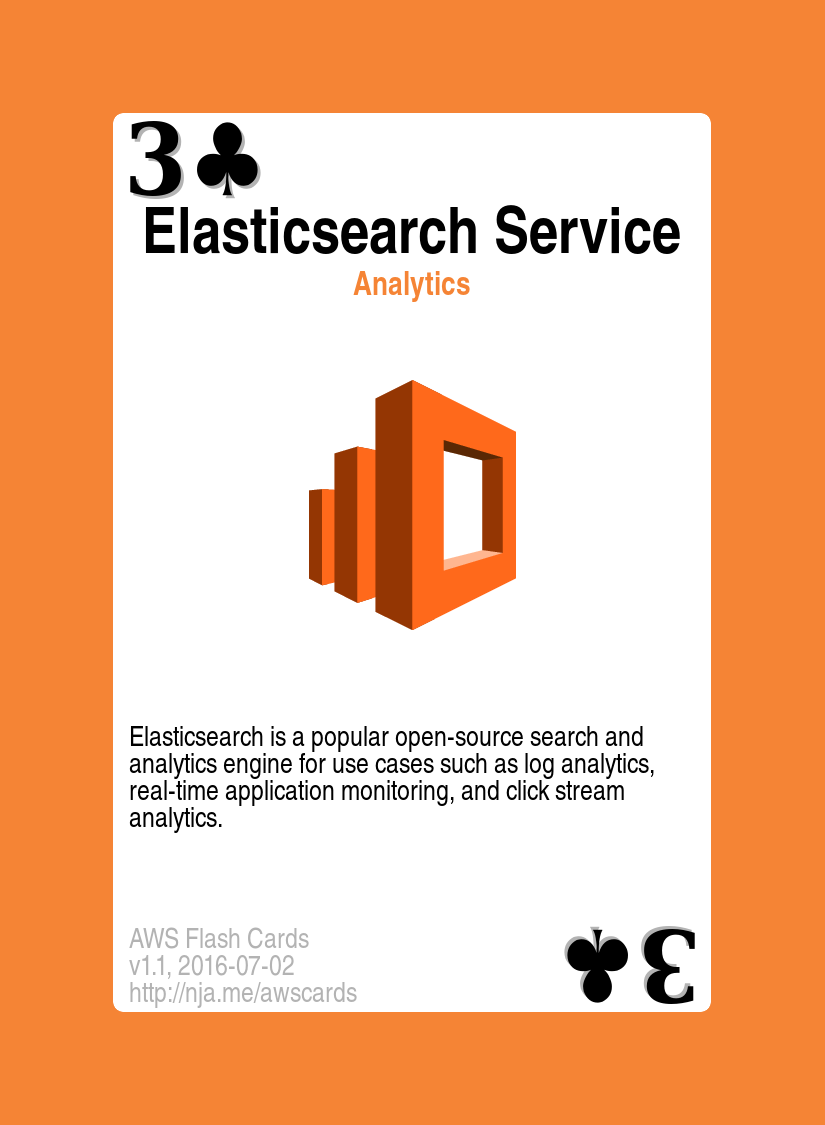 3♣
Elasticsearch Service
Analytics
Elasticsearch is a popular open-source search and
analytics engine for use cases such as log analytics,
real-time application monitoring, and click stream
analytics.
AWS Flash Cards
v1.1, 2016-07-02
http://nja.me/awscards
3♣